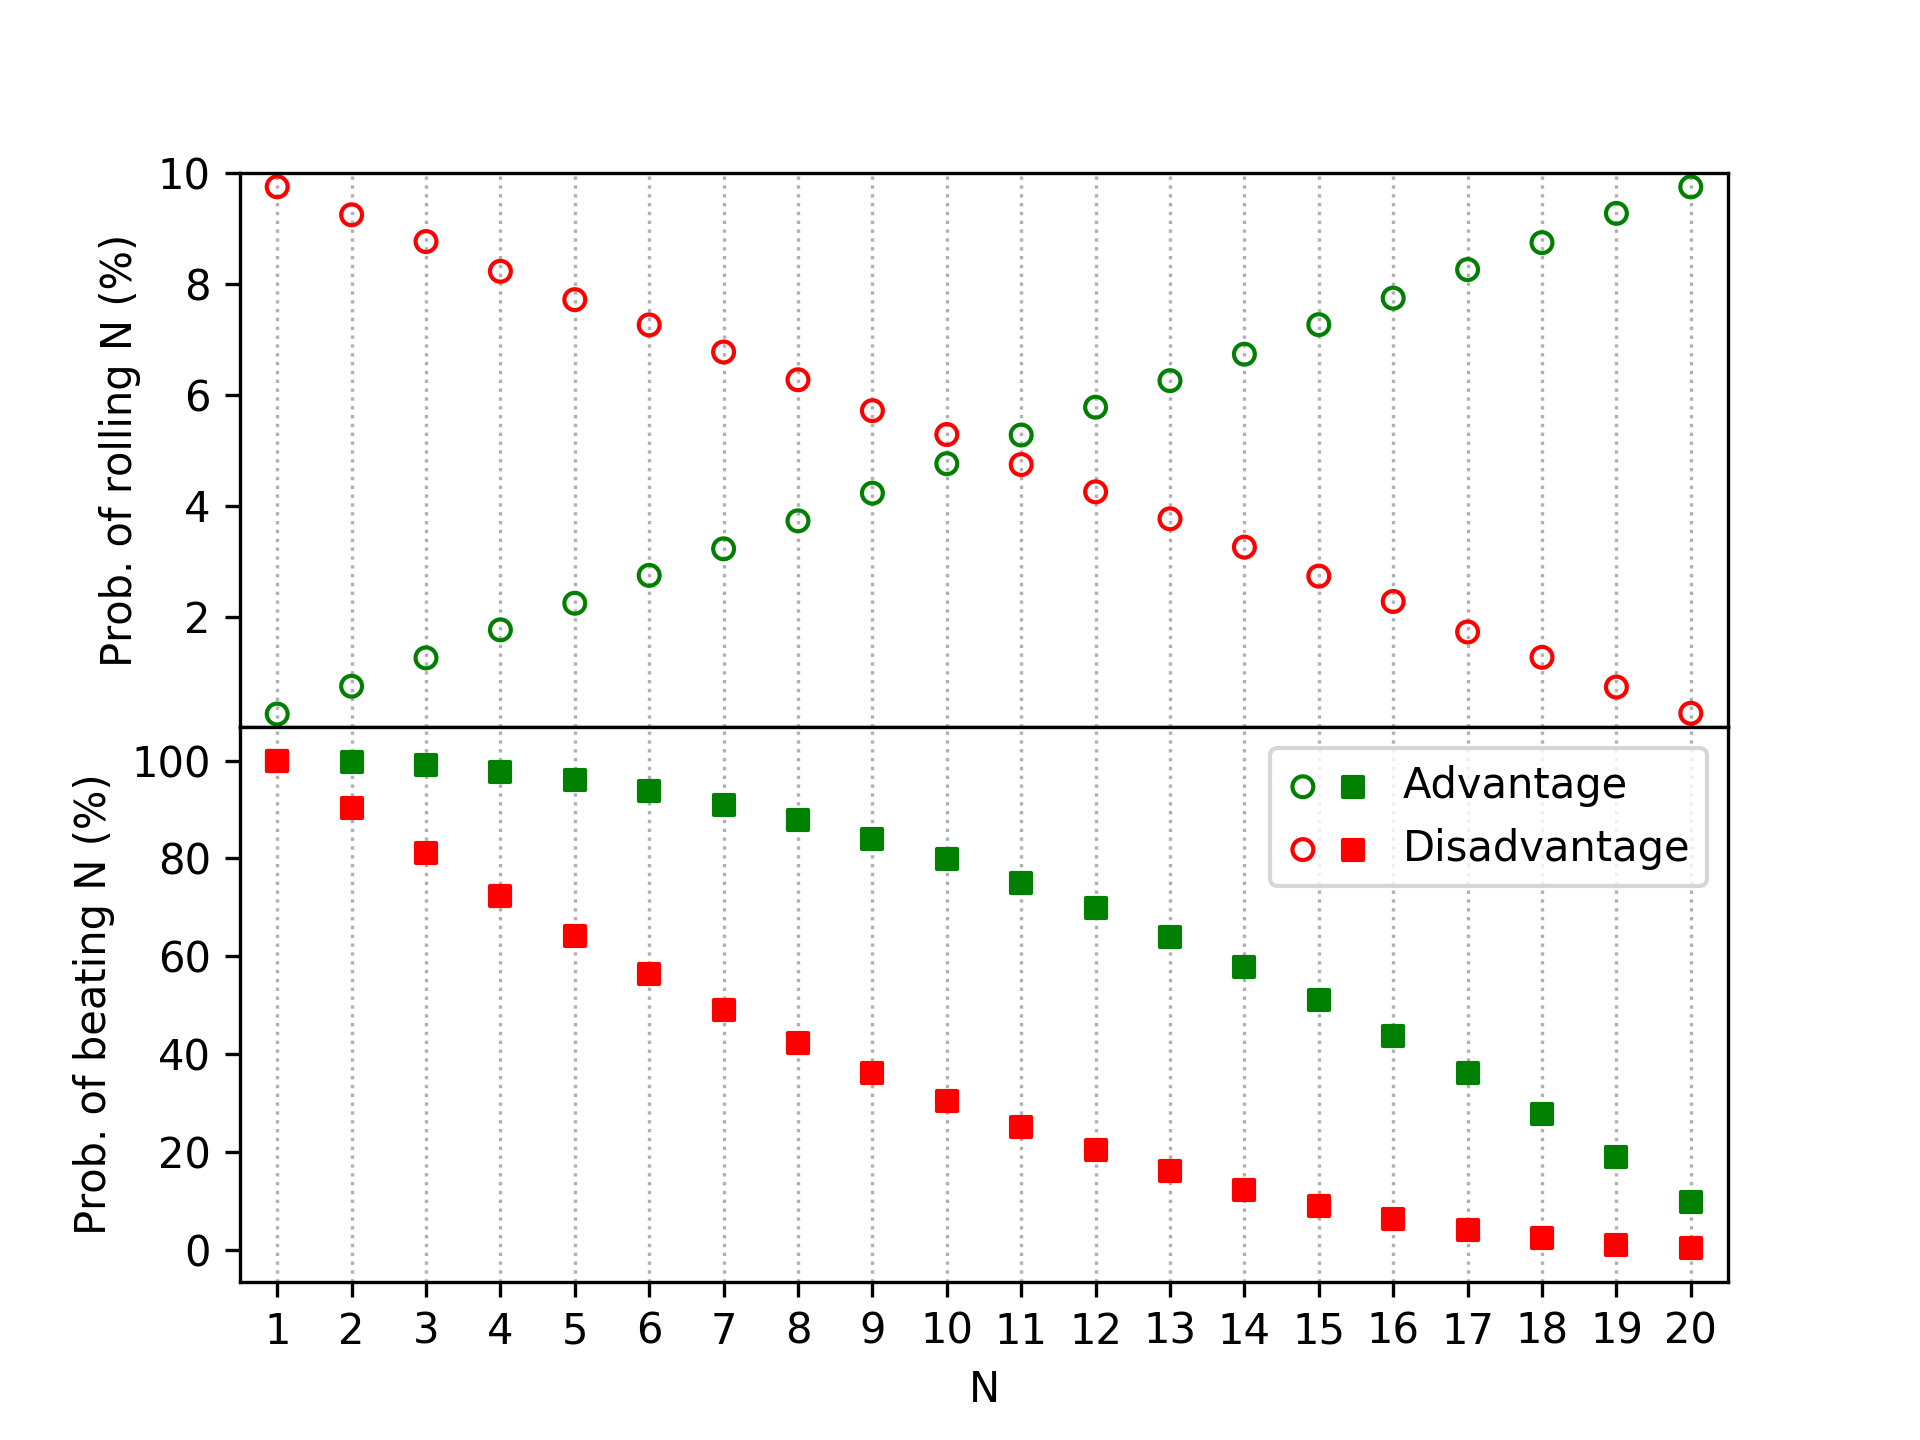 Prob. of rolling N (%)
10
8
6
4
2
Prob. of beating N (%)
100
80
60
40
20
0
Advantage
Disadvantage
1 2 3 4 5 6 7 8 9 10 11 12 13 14 15 16 17 18 19 20
N